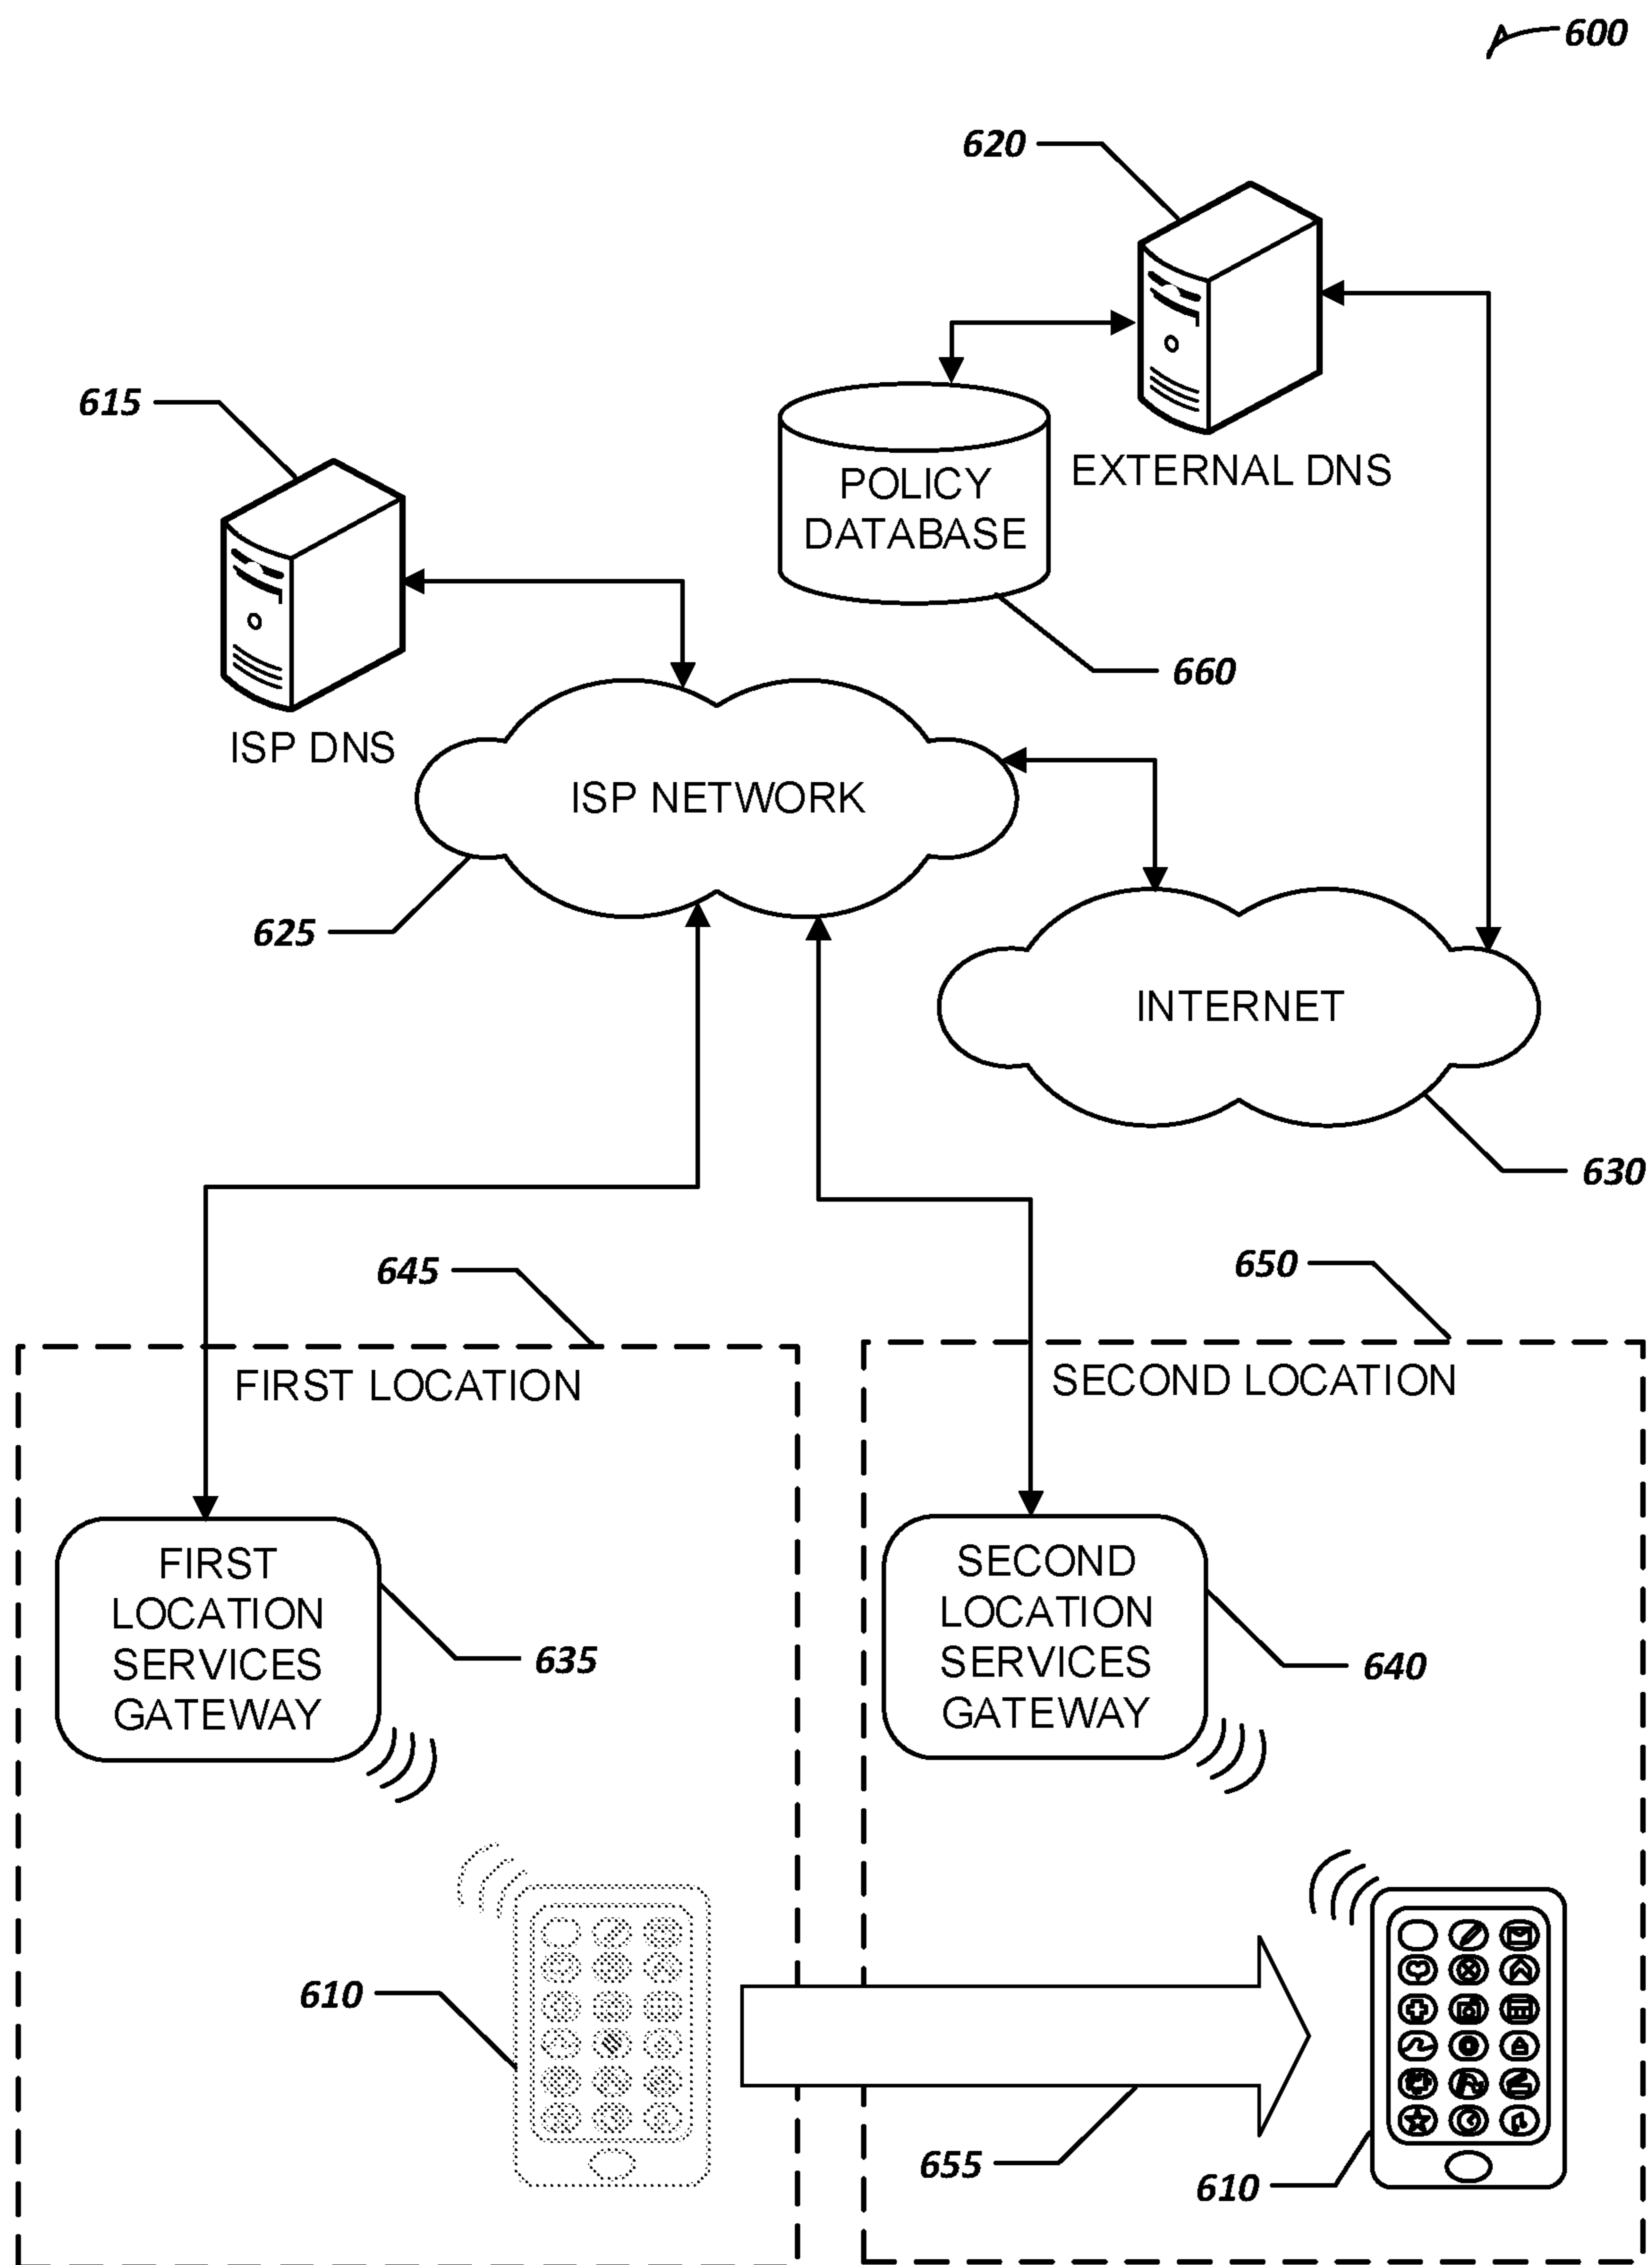 600
620
615
POLICY
DATABASE
EXTERNAL DNS
660
ISP DNS
ISP NETWORK
625
INTERNET
630
645
650
FIRST LOCATION
SECOND LOCATION
FIRST
LOCATION
SERVICES
GATEWAY
635
SECOND
LOCATION
SERVICES
GATEWAY
640
610
655
610